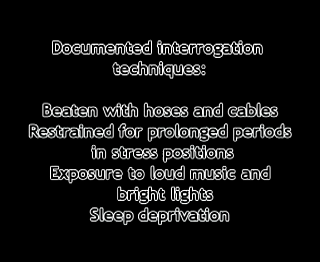 Documented interrogation
techniques:
Beaten with hoses and cables
Restrained for prolonged periods
in stress positions
Exposure to loud music and
bright lights
Sleep deprivation